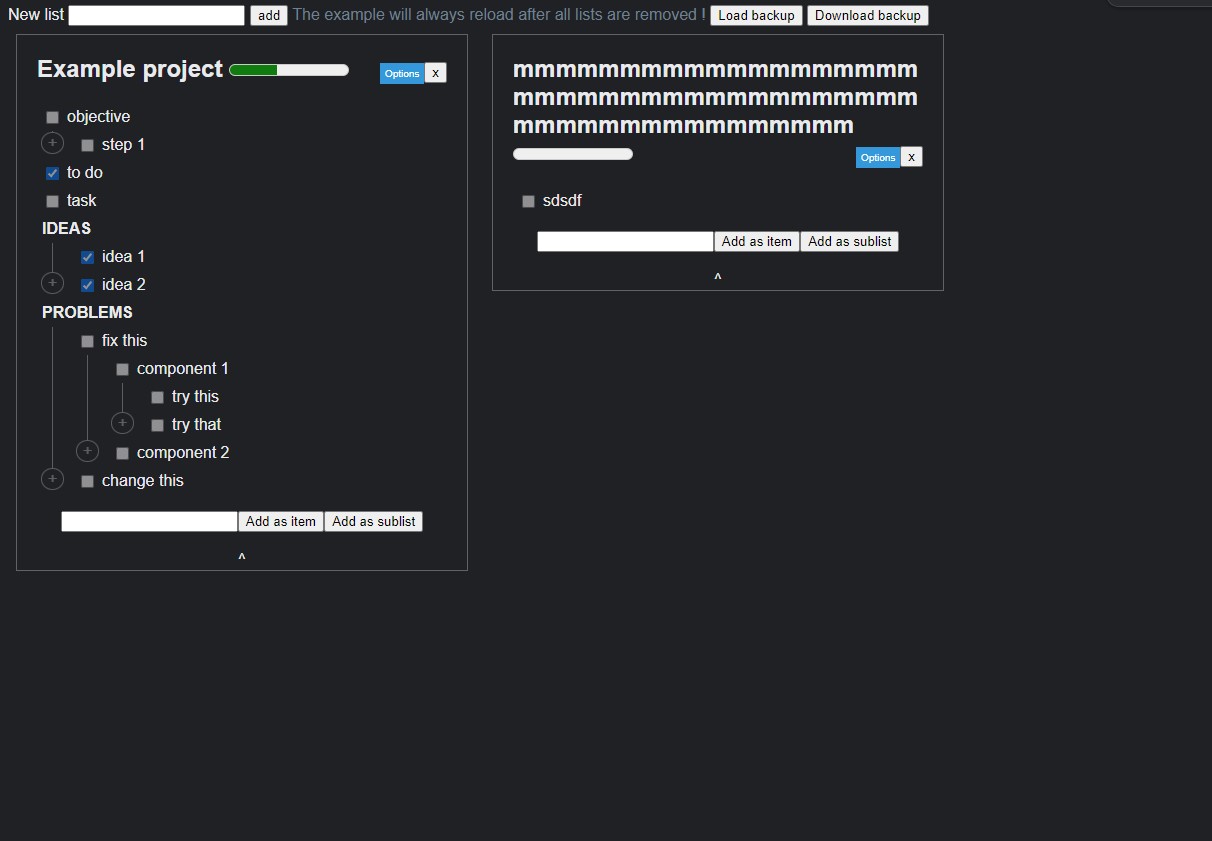 New list add The example will always reload after all lists are removed ! Load backup Download backup
Example project Options x
objective
+ step 1
to do
task
IDEAS
idea 1
+ idea 2
PROBLEMS
fix this
component 1
try this
+ try that
+ component 2
+ change this
Add as item Add as sublist
^
mmmmmmmmmmmmmmmmmmm
mmmmmmmmmmmmmmmmmmm
mmmmmmmmmmmmmmmm
Options x
sdsdf
Add as item Add as sublist
^